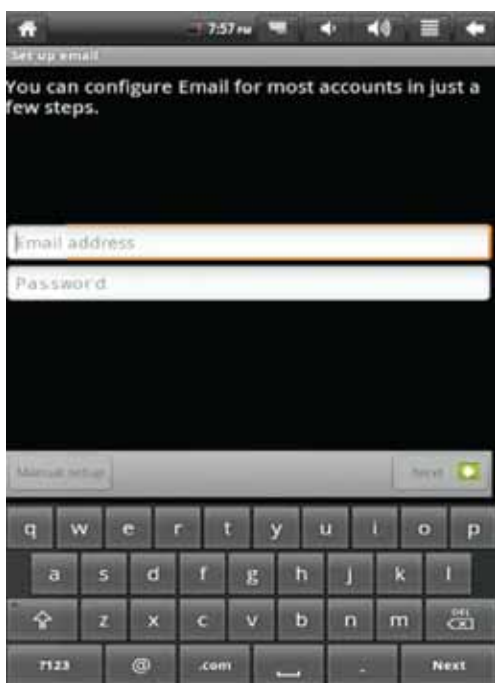 7:57 PM
Set up email
You can configure Email for most accounts in just a
few steps.
Email address
Password
Manual setup
Next
q w e r t y u i o p
a s d f g h j k l
z x c v b n m DEL
?123 @ .com . Next